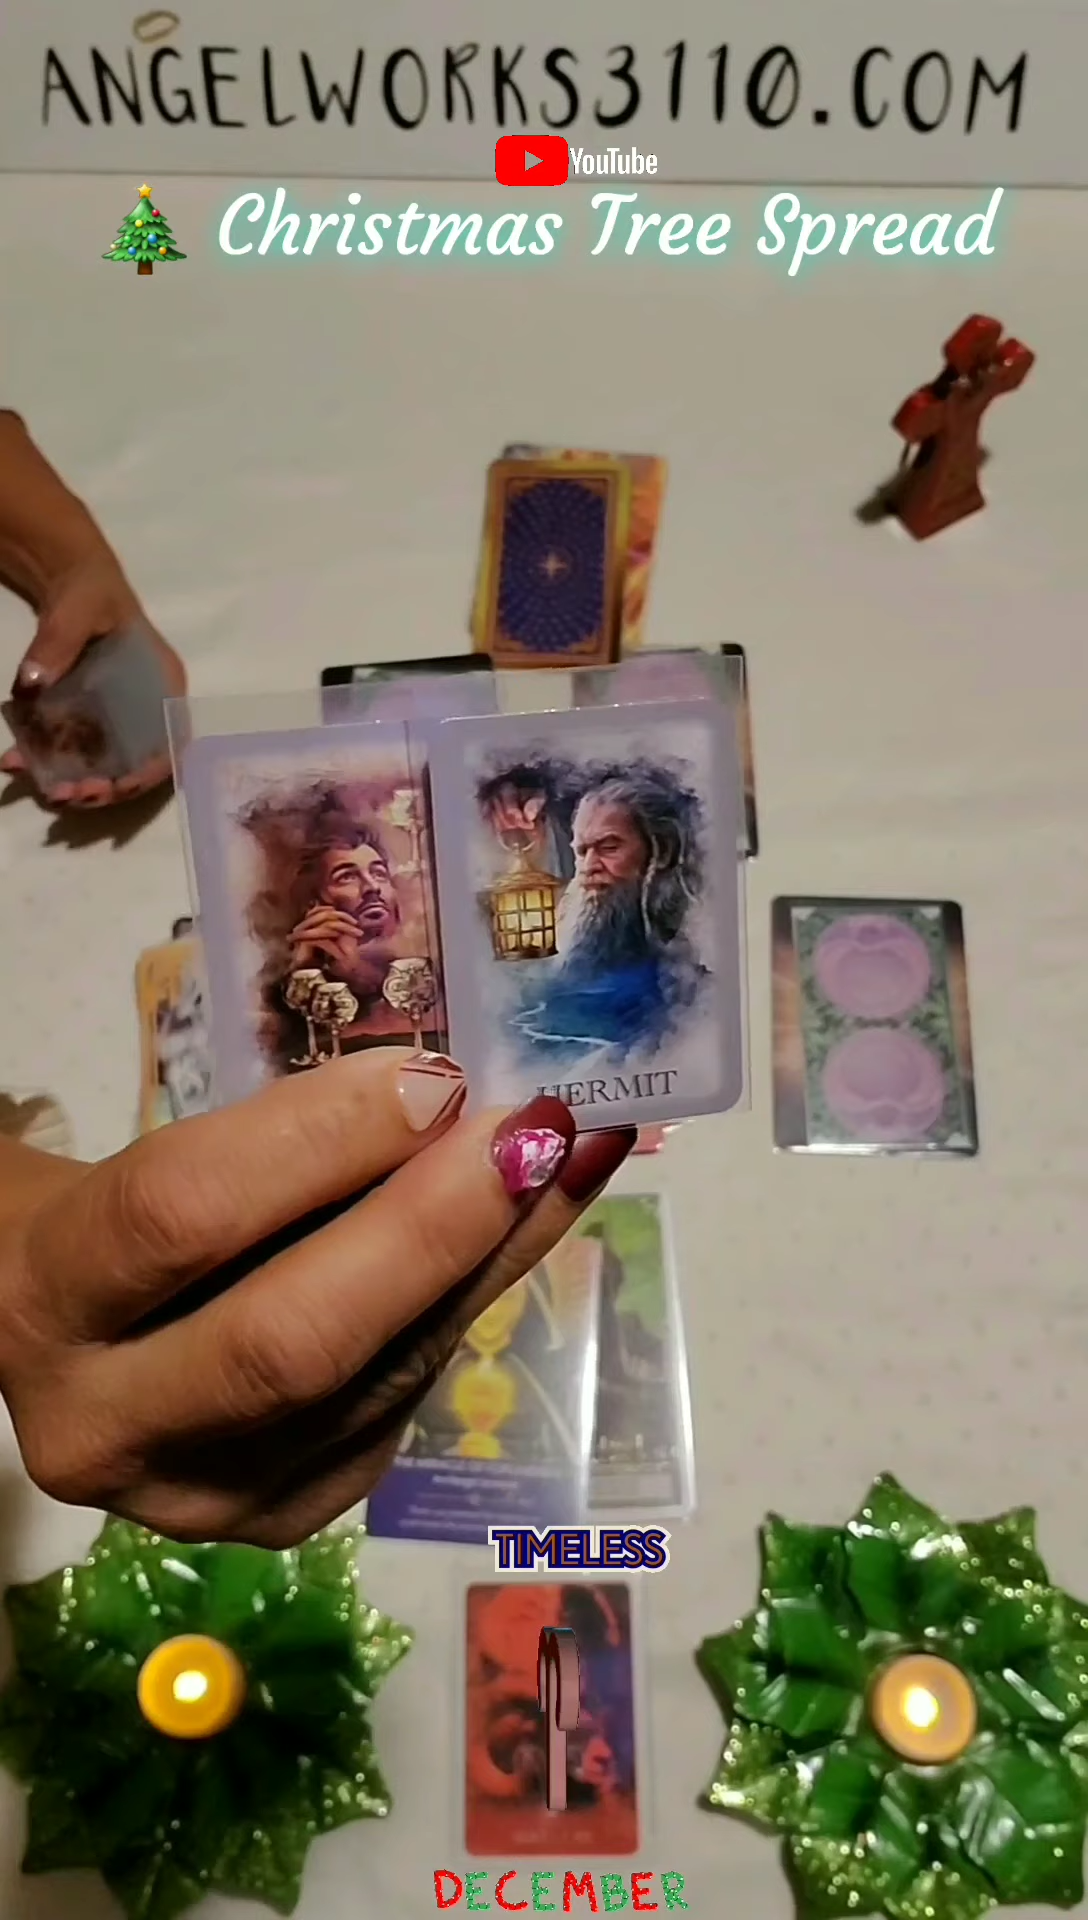 ANGELWORKS3110.COM
YouTube
Christmas Tree Spread
HERMIT
TIMELESS
DECEMBER